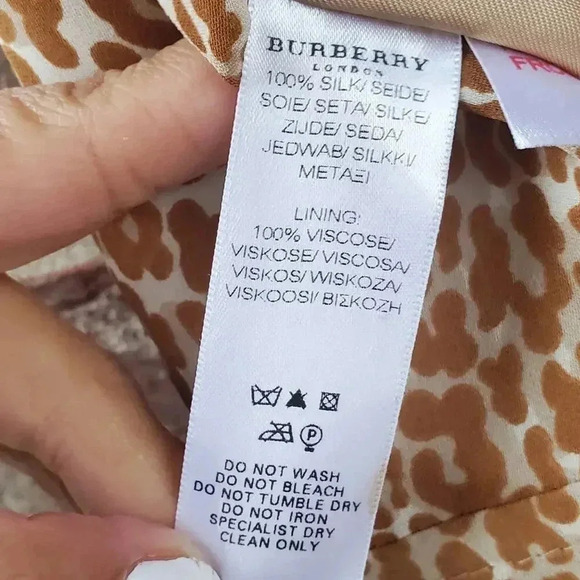 BURBERRY
LONDON
100% SILK/ SEIDE/
SOIE/ SETA/ SILKE/
ZIJDE/ SEDA/
JEDWAB/ SILKKI/
ΜΕΤΑΞΙ
LINING:
100% VISCOSE/
VISKOSE/ VISCOSA/
VISKOS/ WISKOZA/
VISKOOSI/ ΒΙΣΚΟΖΗ
P
DO NOT WASH
DO NOT BLEACH
DO NOT TUMBLE DRY
DO NOT IRON
SPECIALIST DRY
CLEAN ONLY